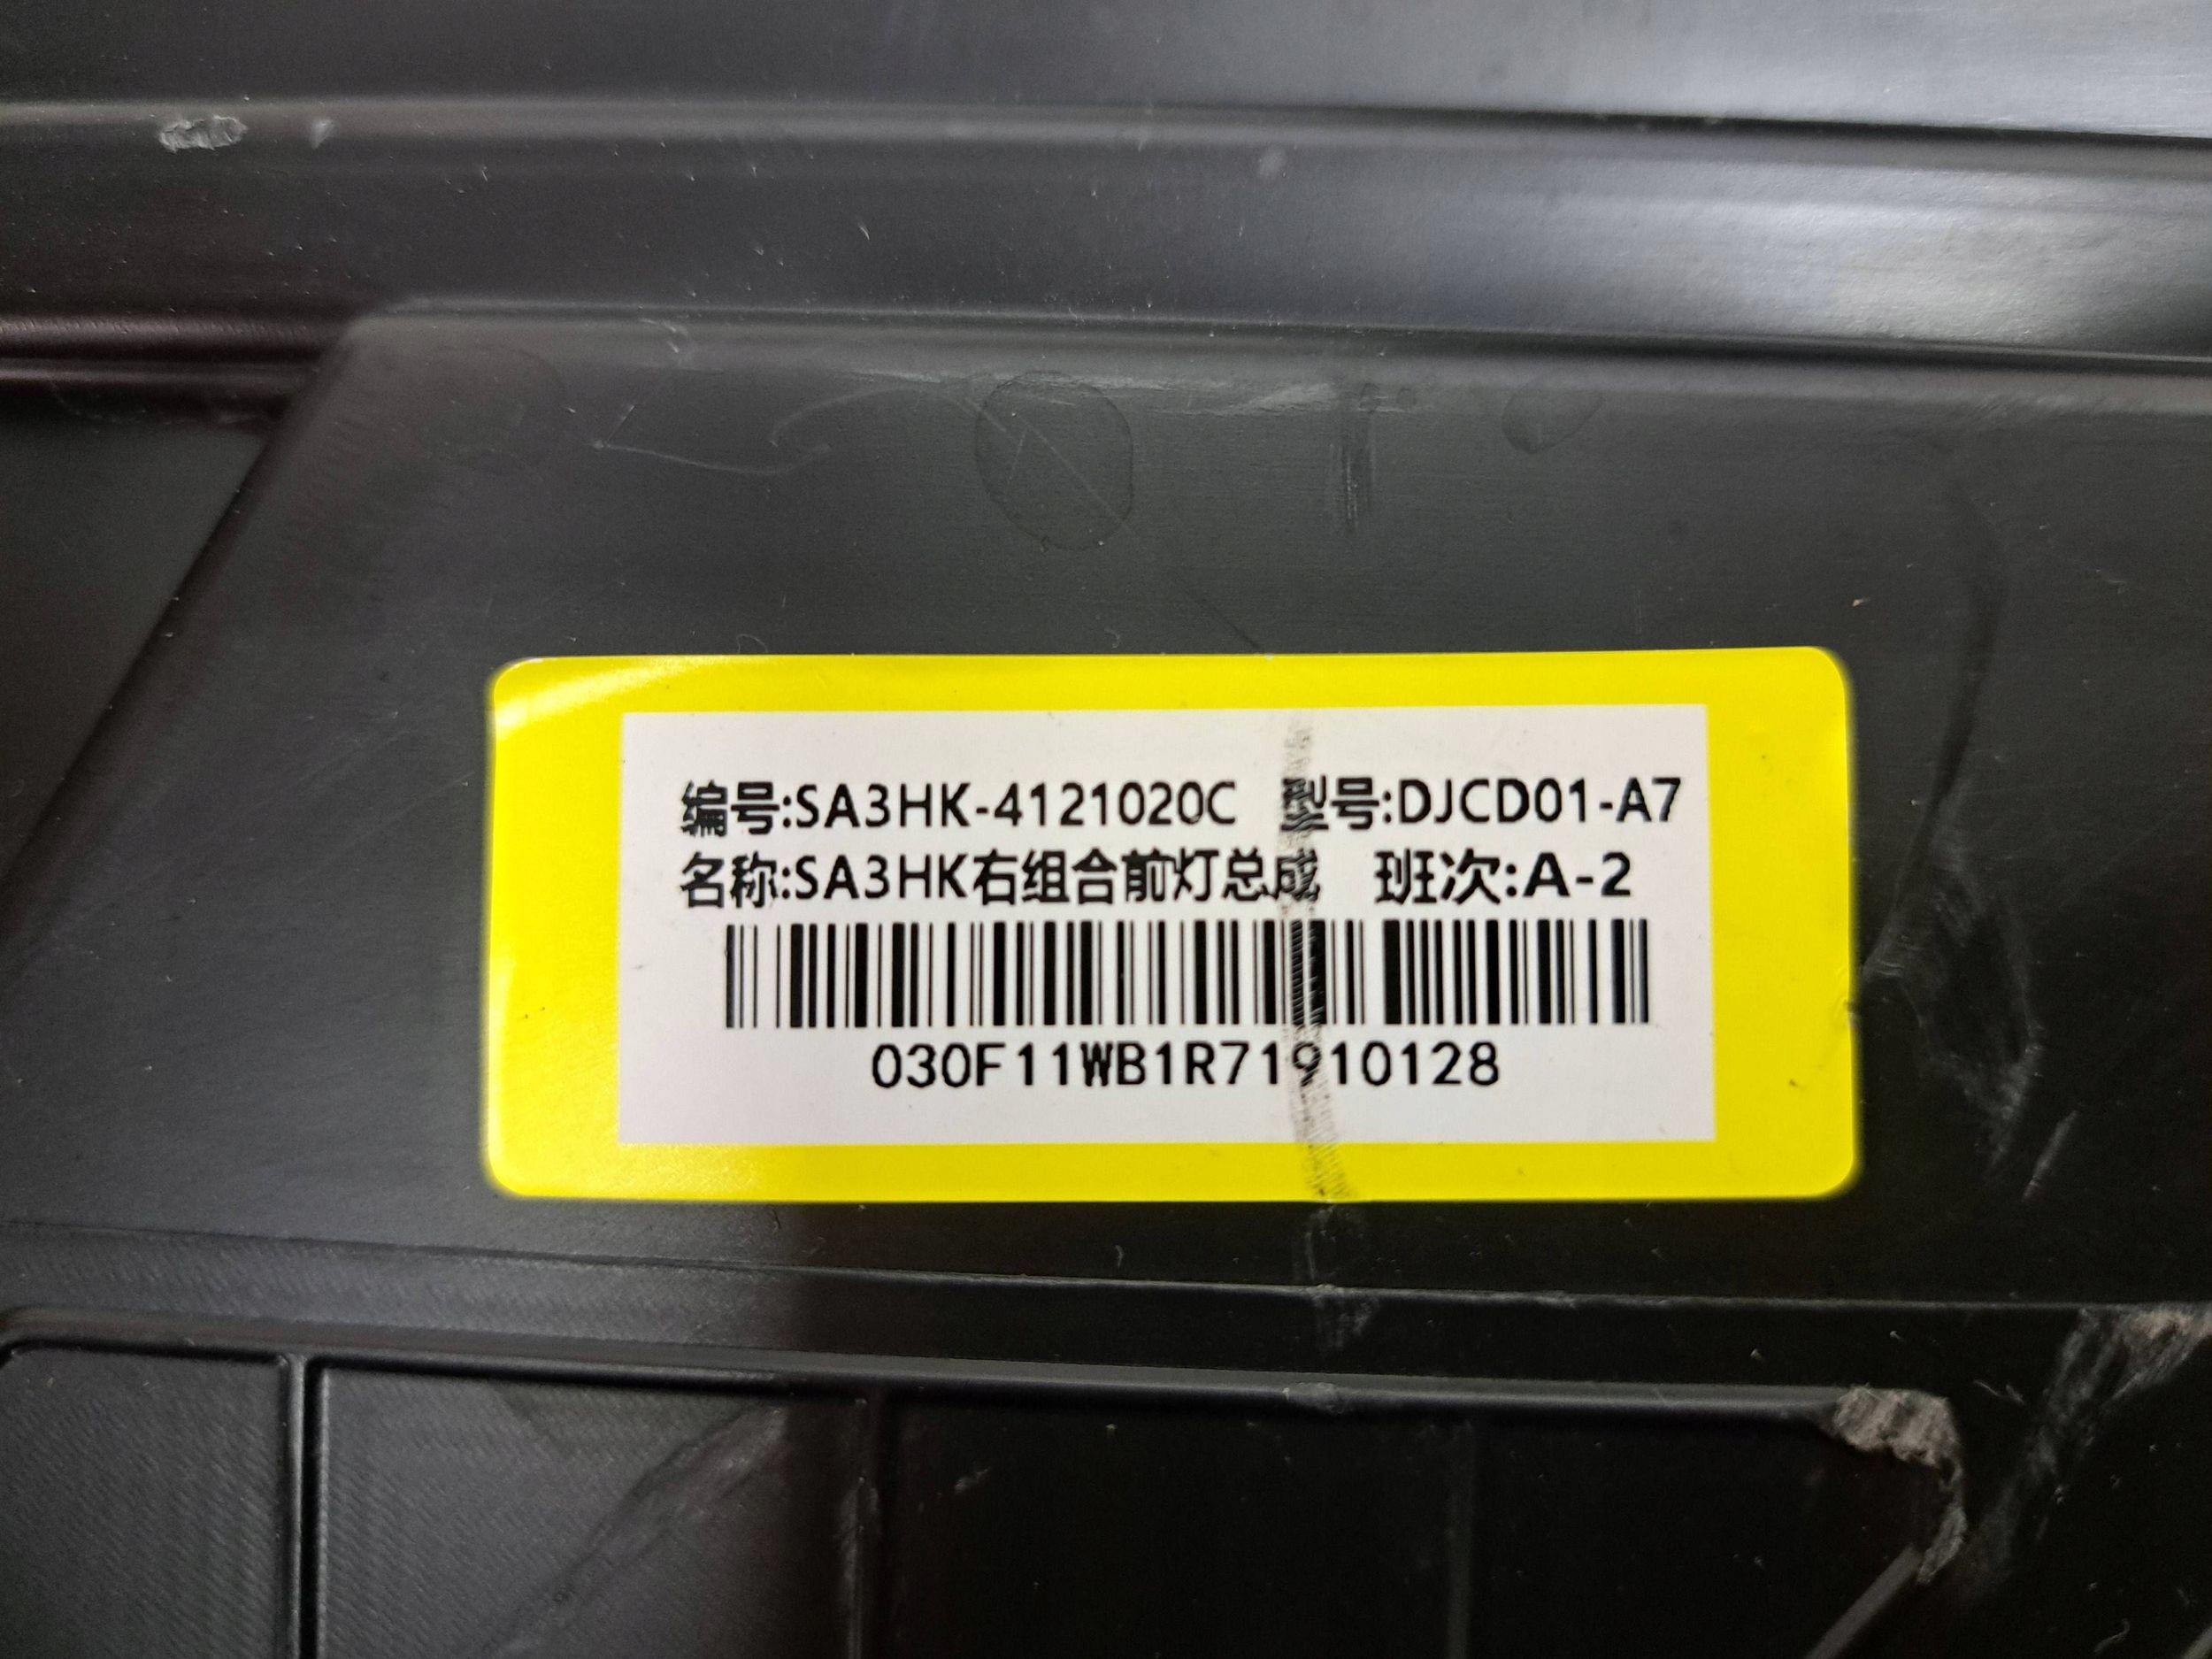 编号:SA3HK-4121020C 型号:DJCD01-A7
名称:SA3HK右组合前灯总成 班次:A-2
030F11WB1R71910128